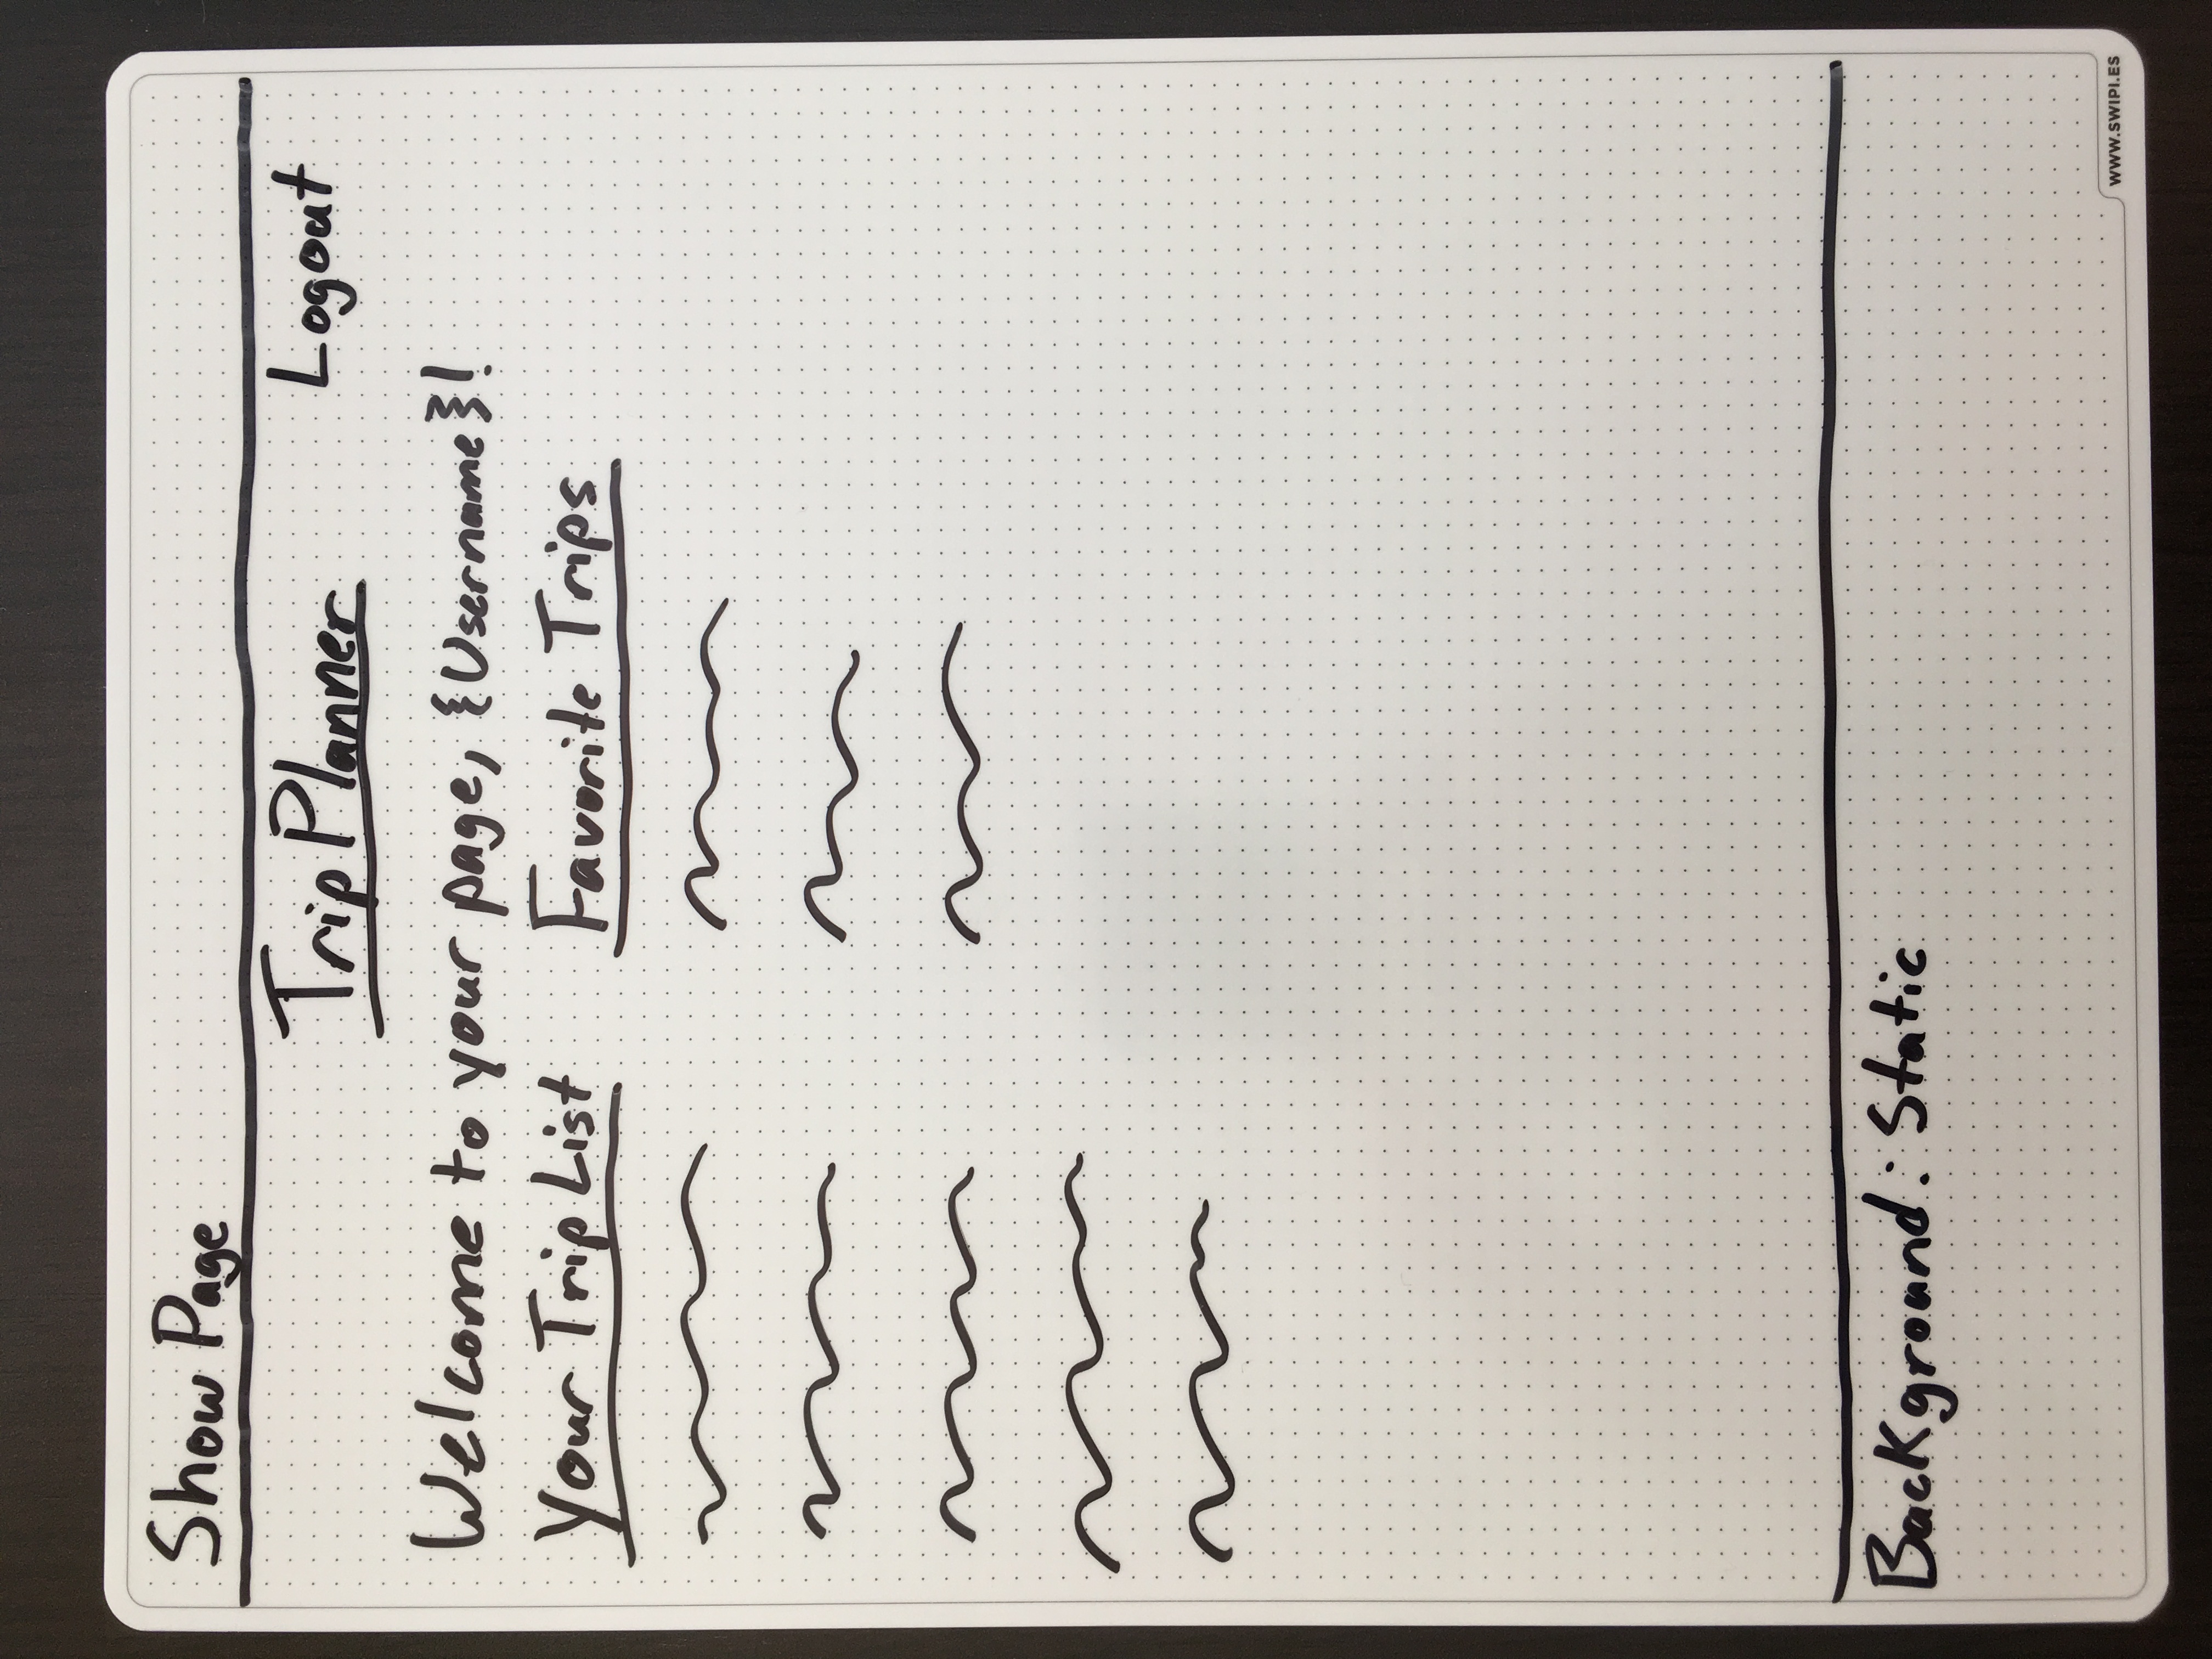 Show Page
Trip Planner Logout
Welcome to your page, {Username}!
Your Trip List Favorite Trips
Background: Static
WWW.SWIPI.ES